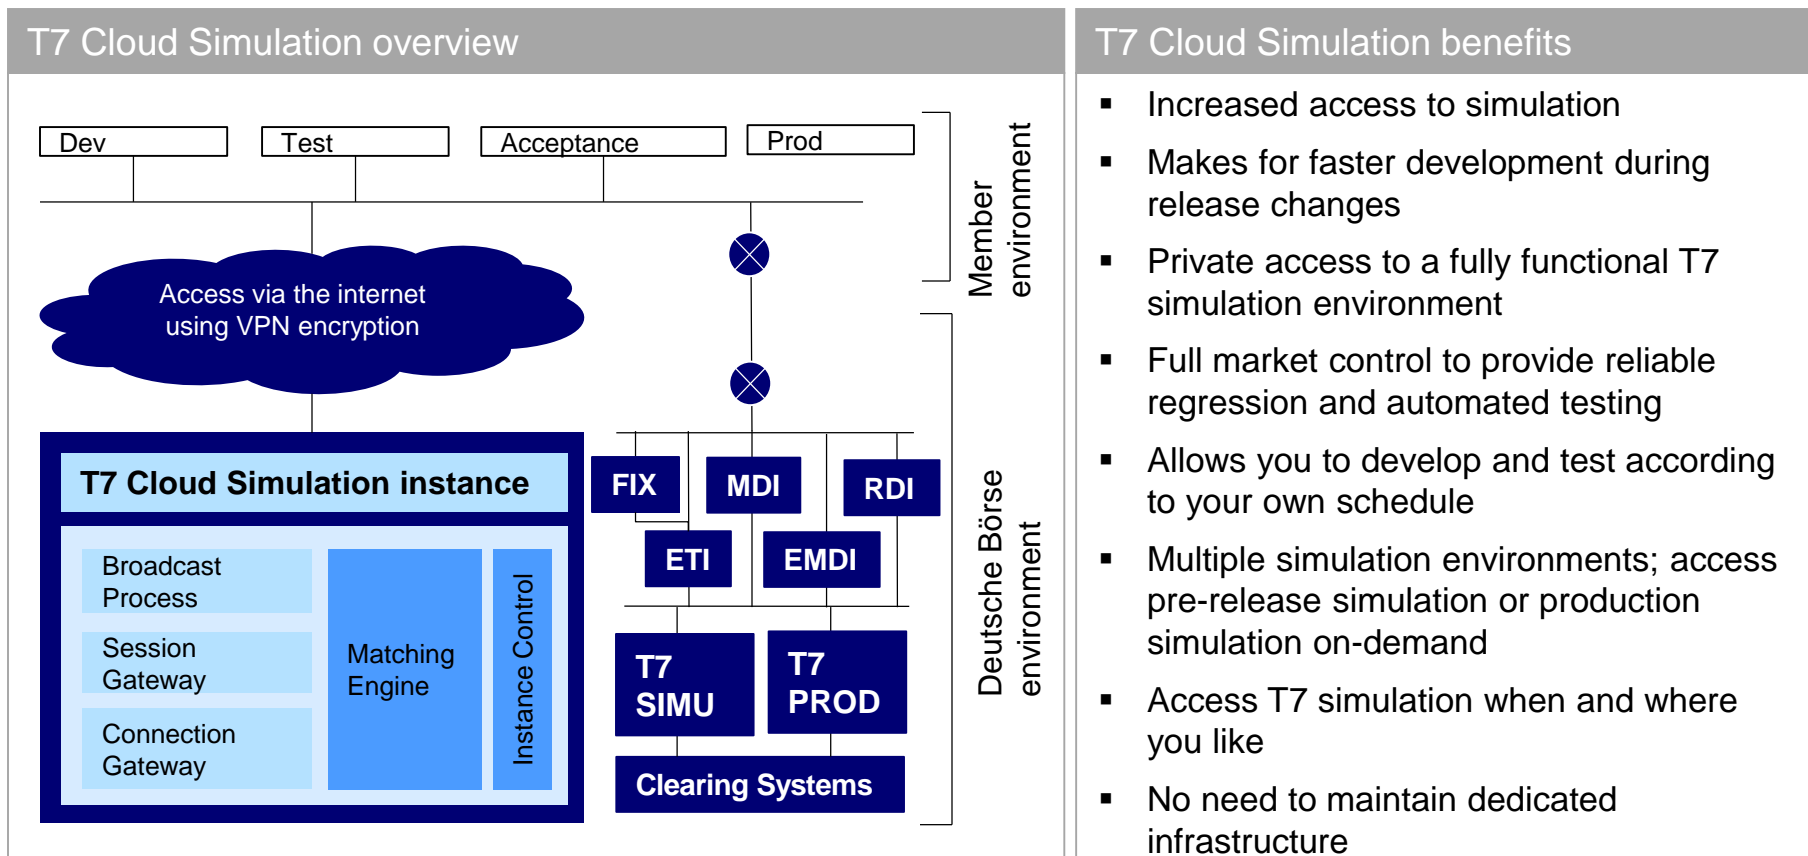 T7 Cloud Simulation overview
Dev
Test
Acceptance
Prod
Member
environment
Access via the internet
using VPN encryption
T7 Cloud Simulation instance
Broadcast
Process
Session
Gateway
Connection
Gateway
Matching
Engine
Instance Control
FIX
MDI
RDI
ETI
EMDI
T7
SIMU
T7
PROD
Clearing Systems
Deutsche Börse
environment
T7 Cloud Simulation benefits
▪ Increased access to simulation
▪ Makes for faster development during
release changes
▪ Private access to a fully functional T7
simulation environment
▪ Full market control to provide reliable
regression and automated testing
▪ Allows you to develop and test according
to your own schedule
▪ Multiple simulation environments; access
pre-release simulation or production
simulation on-demand
▪ Access T7 simulation when and where
you like
▪ No need to maintain dedicated
infrastructure